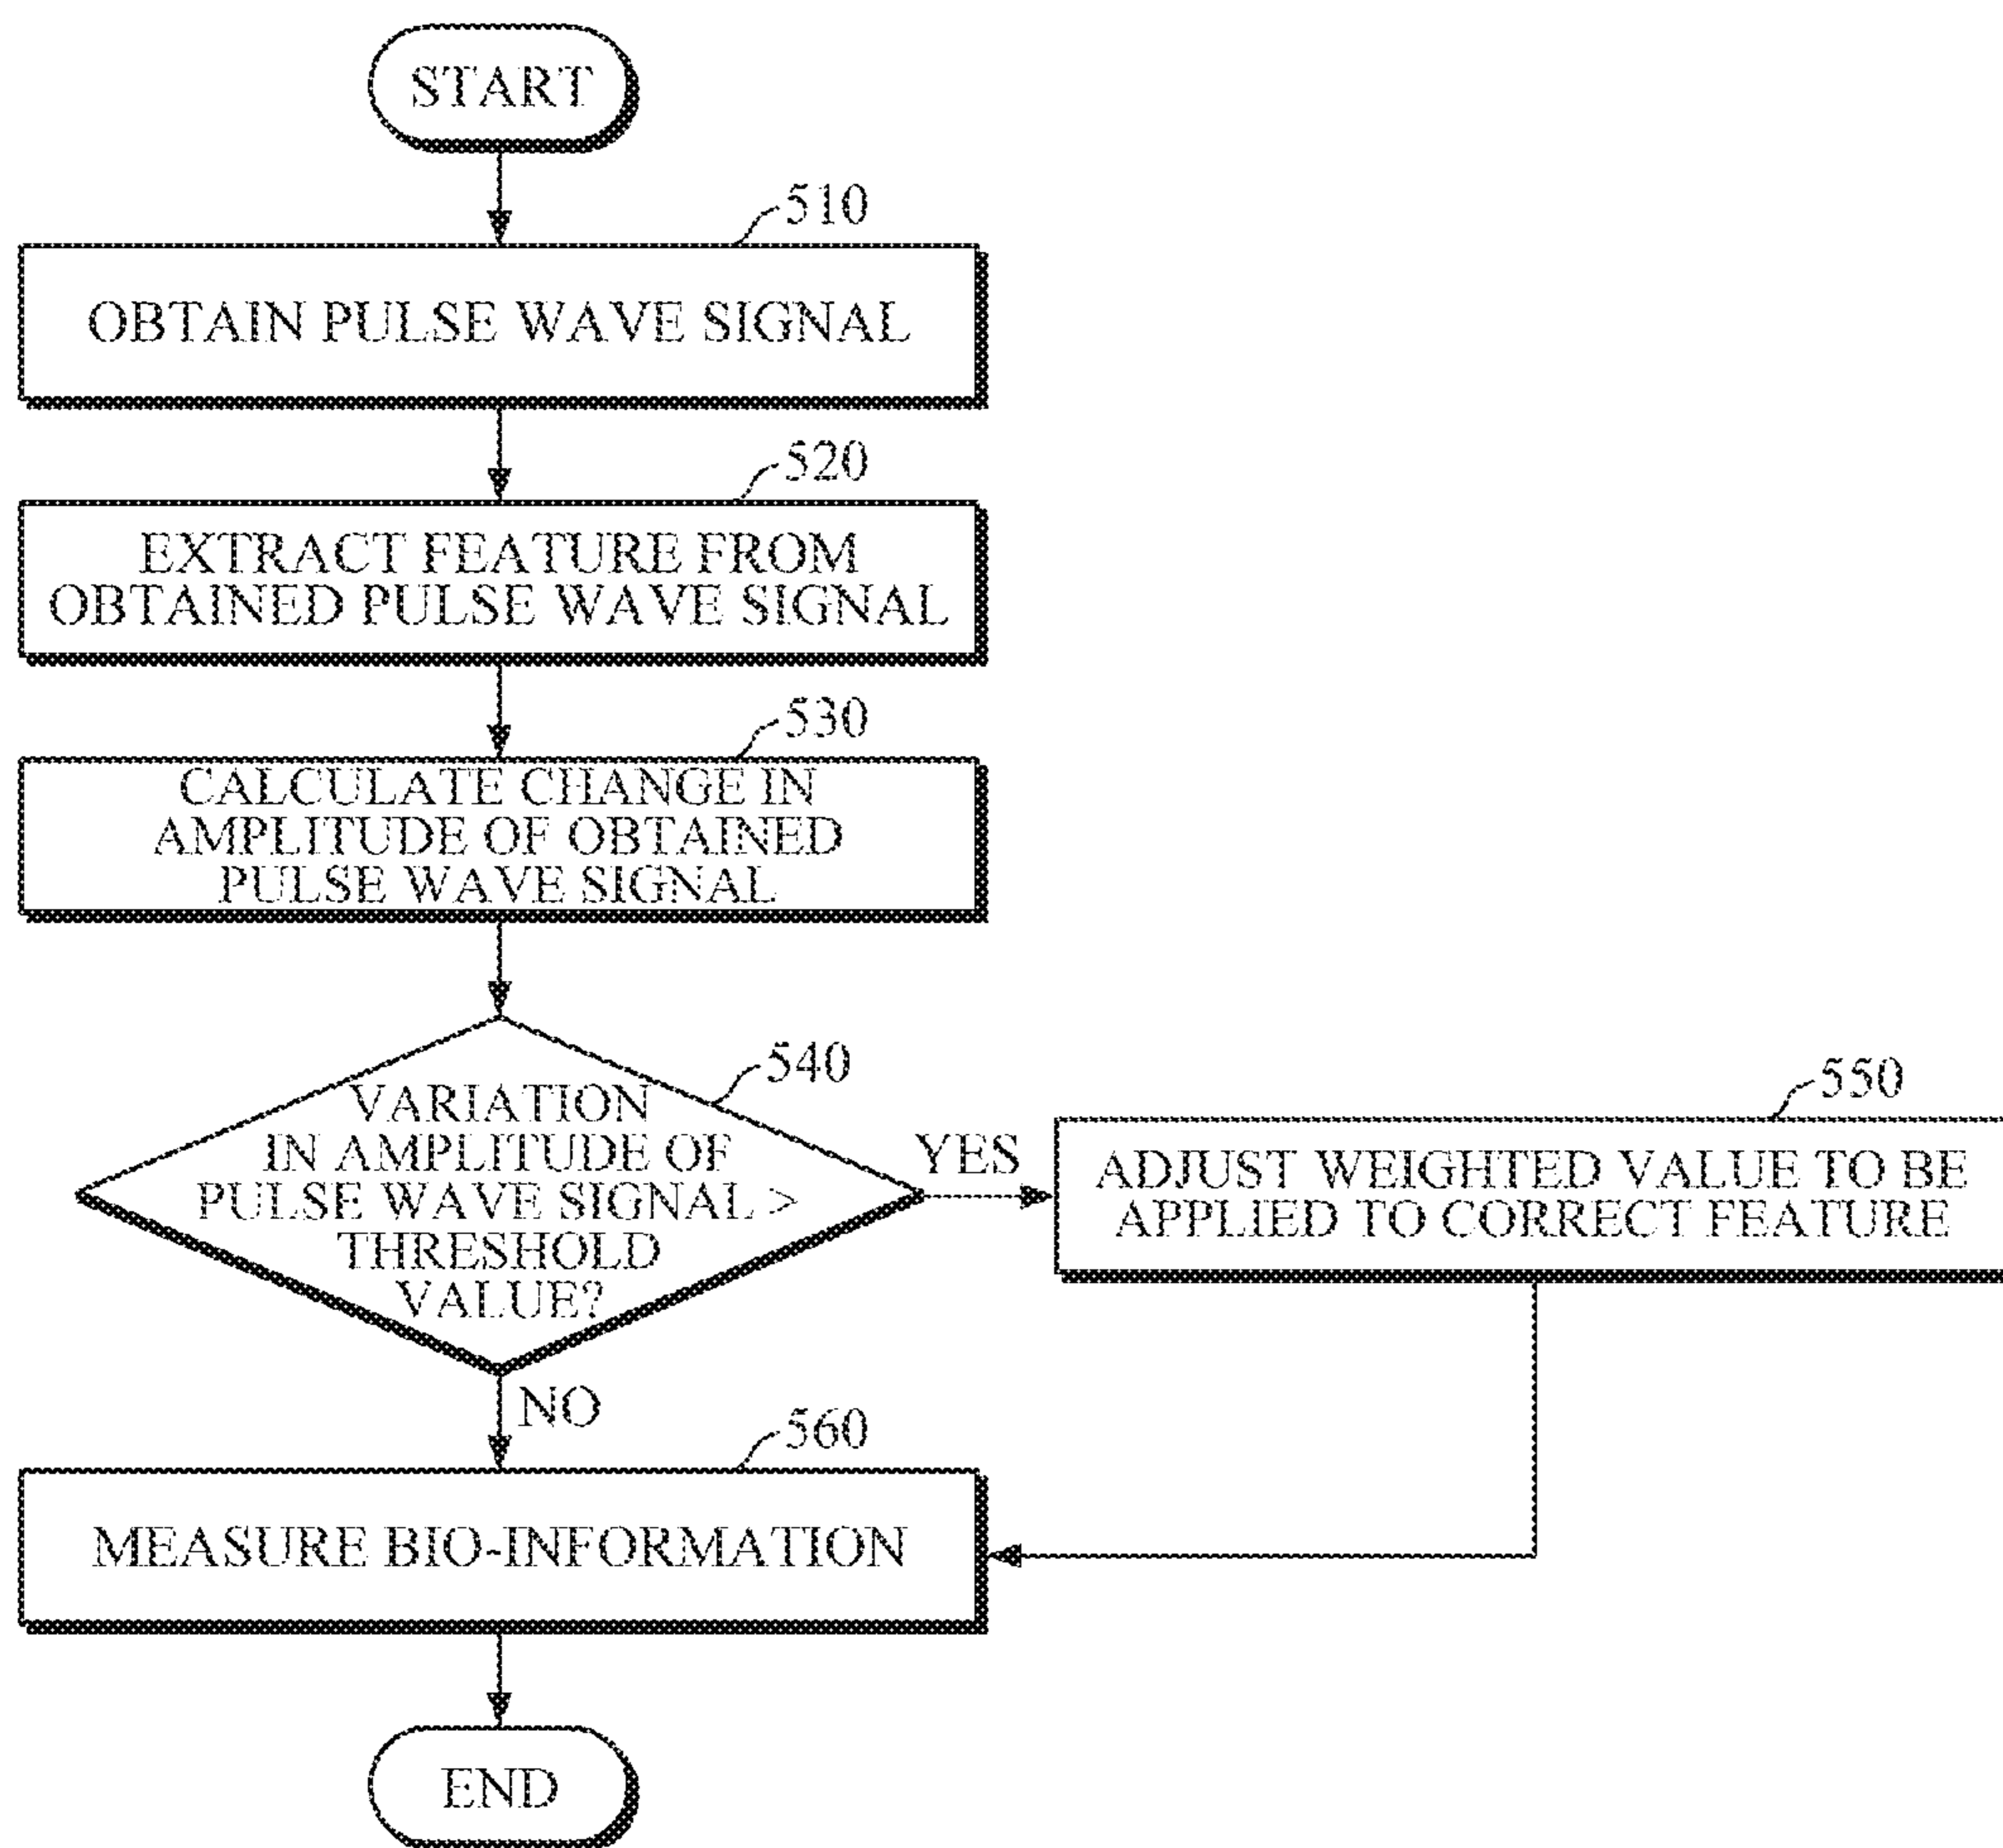 START
510
OBTAIN PULSE WAVE SIGNAL
520
EXTRACT FEATURE FROM
OBTAINED PULSE WAVE SIGNAL
530
CALCULATE CHANGE IN
AMPLITUDE OF OBTAINED
PULSE WAVE SIGNAL
540
VARIATION
IN AMPLITUDE OF
PULSE WAVE SIGNAL >
THRESHOLD
VALUE?
YES
550
ADJUST WEIGHTED VALUE TO BE
APPLIED TO CORRECT FEATURE
NO
560
MEASURE BIO-INFORMATION
END